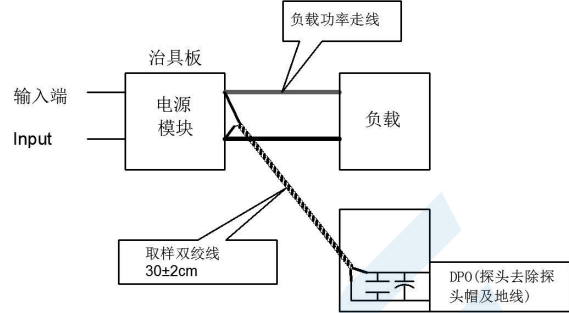 负载功率走线
治具板
输入端
电源
模块
负载
Input
取样双绞线
30±2cm
DPO(探头去除探
头帽及地线)